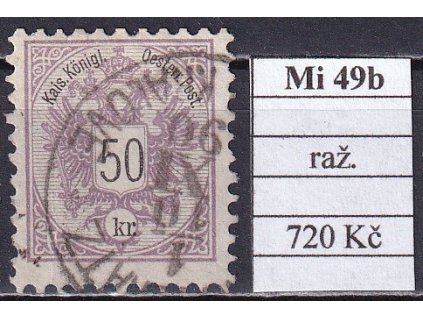 Kais. Königl. Oesterr. Post
50
kr.
Mi 49b
raž.
720 Kč